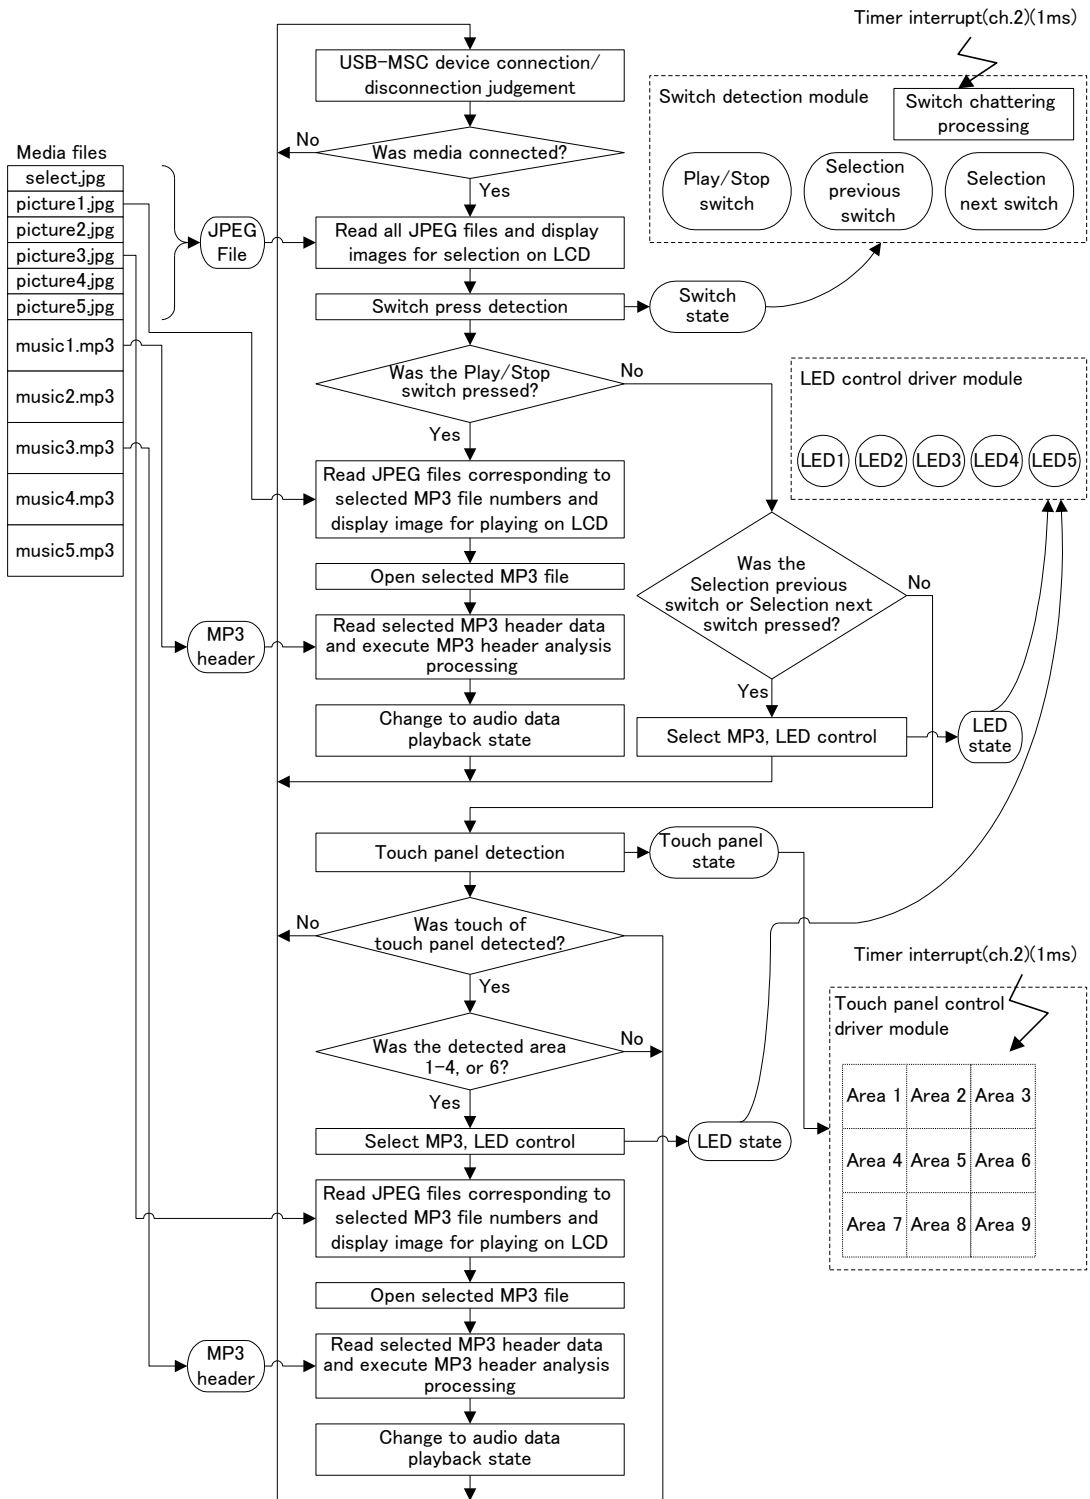 Timer interrupt(ch.2)(1ms)
USB-MSC device connection/
disconnection judgement
Switch detection module
Switch chattering
processing
No
Was media connected?
Yes
Play/Stop
switch
Selection
previous
switch
Selection
next switch
Media files
select.jpg
picture1.jpg
picture2.jpg
picture3.jpg
picture4.jpg
picture5.jpg
music1.mp3
music2.mp3
music3.mp3
music4.mp3
music5.mp3
JPEG
File
Read all JPEG files and display
images for selection on LCD
Switch press detection
Switch
state
Was the Play/Stop
switch pressed?
No
Yes
LED control driver module
LED1
LED2
LED3
LED4
LED5
Read JPEG files corresponding to
selected MP3 file numbers and
display image for playing on LCD
Open selected MP3 file
Was the
Selection previous
switch or Selection next
switch pressed?
No
Yes
MP3
header
Read selected MP3 header data
and execute MP3 header analysis
processing
Change to audio data
playback state
Select MP3, LED control
LED
state
Touch panel detection
Touch panel
state
No
Was touch of
touch panel detected?
Yes
Timer interrupt(ch.2)(1ms)
Touch panel control
driver module
Area 1
Area 2
Area 3
Area 4
Area 5
Area 6
Area 7
Area 8
Area 9
Was the detected area
1-4, or 6?
No
Yes
Select MP3, LED control
LED state
Read JPEG files corresponding to
selected MP3 file numbers and
display image for playing on LCD
Open selected MP3 file
MP3
header
Read selected MP3 header data
and execute MP3 header analysis
processing
Change to audio data
playback state